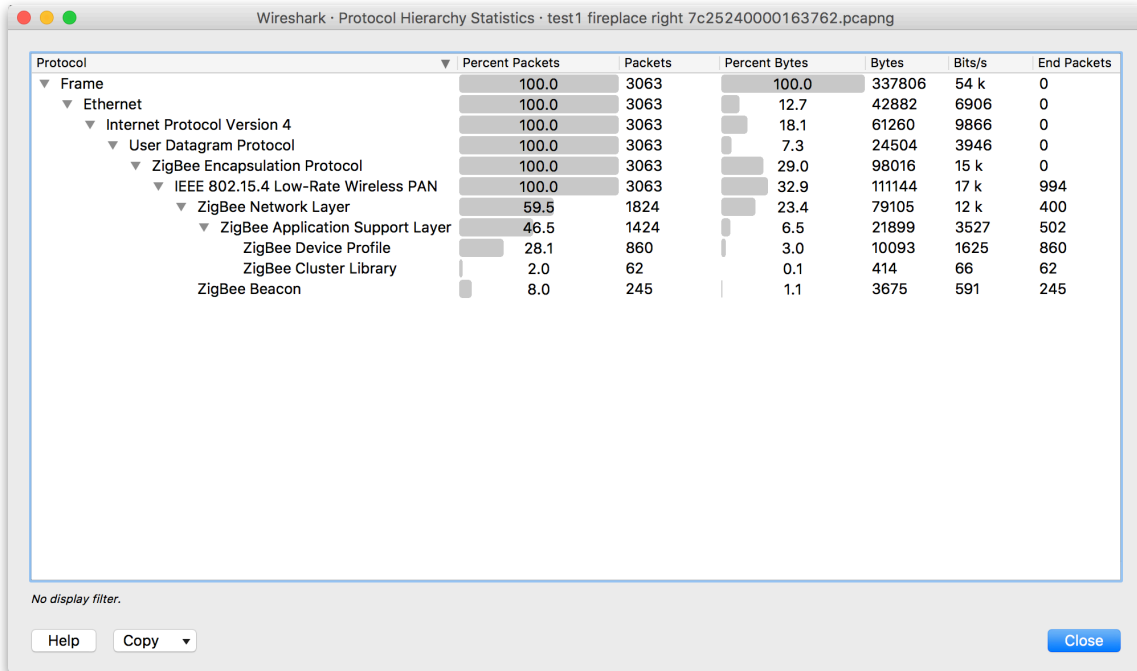 Wireshark · Protocol Hierarchy Statistics · test1 fireplace right 7c25240000163762.pcapng
Protocol Percent Packets Packets Percent Bytes Bytes Bits/s End Packets
Frame 100.0 3063 100.0 337806 54 k 0
Ethernet 100.0 3063 12.7 42882 6906 0
Internet Protocol Version 4 100.0 3063 18.1 61260 9866 0
User Datagram Protocol 100.0 3063 7.3 24504 3946 0
ZigBee Encapsulation Protocol 100.0 3063 29.0 98016 15 k 0
IEEE 802.15.4 Low-Rate Wireless PAN 100.0 3063 32.9 111144 17 k 994
ZigBee Network Layer 59.5 1824 23.4 79105 12 k 400
ZigBee Application Support Layer 46.5 1424 6.5 21899 3527 502
ZigBee Device Profile 28.1 860 3.0 10093 1625 860
ZigBee Cluster Library 2.0 62 0.1 414 66 62
ZigBee Beacon 8.0 245 1.1 3675 591 245
No display filter.
Help Copy Close